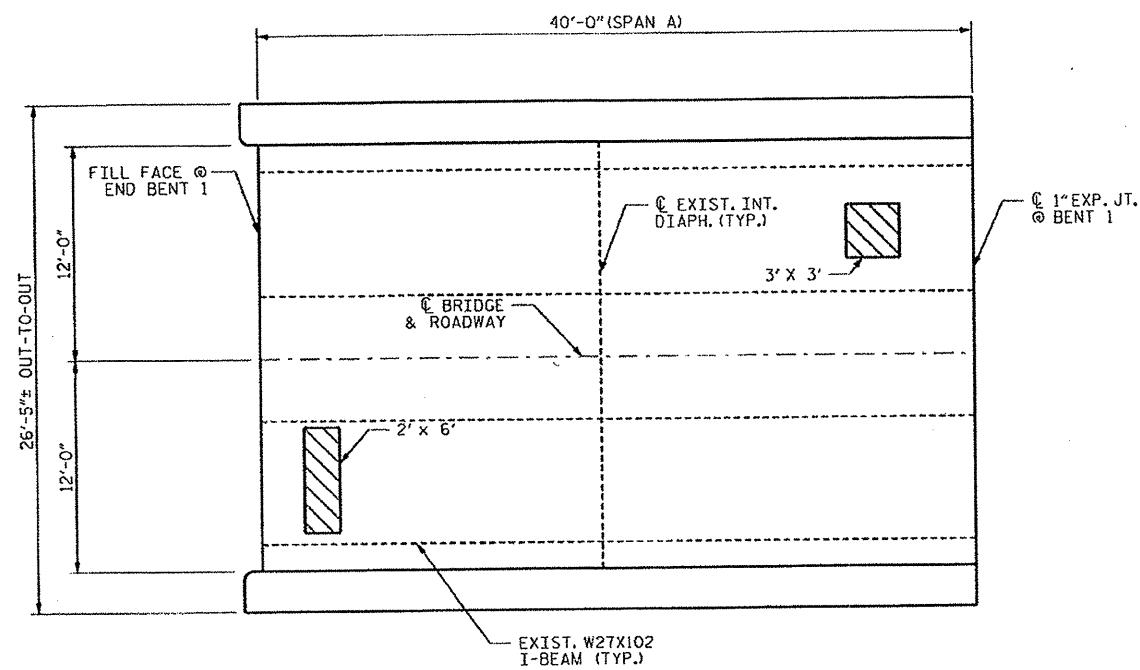 40'-0" (SPAN A)
FILL FACE @
END BENT 1
℄ EXIST. INT.
DIAPH. (TYP.)
℄ 1" EXP. JT.
@ BENT 1
3' X 3'
12'-0"
26'-5"± OUT-TO-OUT
℄ BRIDGE
& ROADWAY
2' x 6'
12'-0"
EXIST. W27X102
I-BEAM (TYP.)